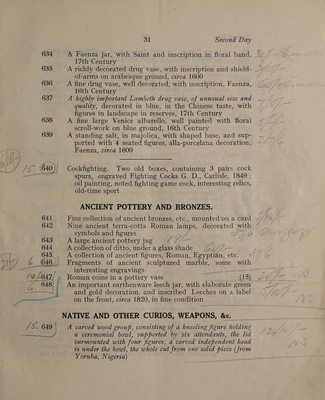 31 Second Day
634 A Faenza jar, with Saint and inscription in floral band.
17th Century
635 A richly decorated drug vase, with inscription and shield-
of-arms on arabesque ground, circa 1600
636 A fine drug vase, well decorated, with inscription, Faenza,
16th Century
637 A highly important Lambeth drug vase, of unusual size and
quality, decorated in blue, in the Chinese taste, with
figures in landscape in reserves, 17th Century
638 A fine large Venice albarello, well painted with floral
scroll-work on blue ground, 16th Century
639 A standing salt, in majolica, with shaped base, and sup-
ported with 4 seated figures, alla-porcelana decoration,
Faenza, circa 1600
15 640 Cockfighting. Two old boxes, containing 3 pairs cock
spurs, engraved Fighting Cocks G. D., Carlisle, 1849;
oil painting, noted fighting game cock, interesting relics,
old-time sport
ANCIENT POTTERY AND BRONZES.
641 Fine collection of ancient bronzes, etc., mounted on a card
642 Nine ancient terra-cotta Roman lamps, decorated with
symbols and figures
643 A large ancient pottery jug
644 A collection of ditto, under a glass shade
645 A collection of ancient figures, Roman, Egyptian, etc.
6 646 Fragments of ancient sculptured marble, some with
interesting engravings
647 Roman coins in a pottery vase (15)
6 648 An important earthenware leech jar, with elaborate green
and gold decoration, and inscribed Leeches on a label
on the front, circa 1820, in fine condition
NATIVE AND OTHER CURIOS, WEAPONS, &c.
15. 649 A carved wood group, consisting of a kneeling figure holding
a ceremonial bowl, supported by six attendants, the lid
surmounted with four figures, a carved independent head
is under the bowl, the whole cut from one solid piece (from
Yoruba, Nigeria)